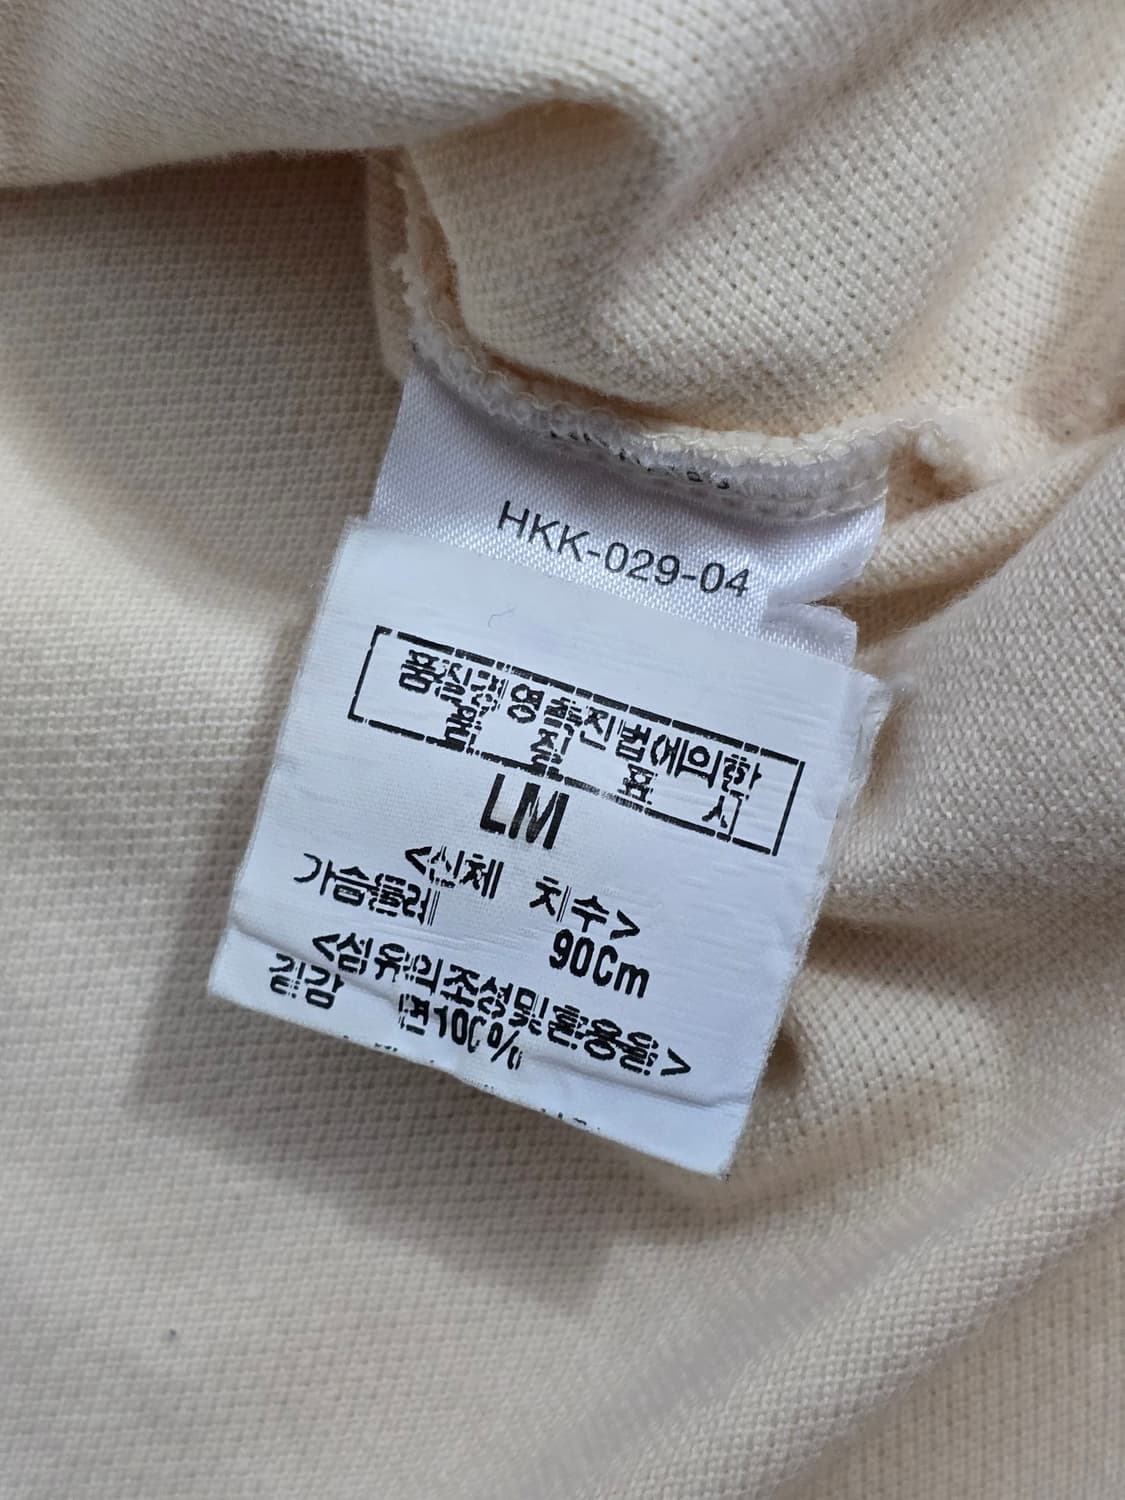 HKK-029-04
품질경영촉진법에의한
품 질 표 시
LM
<신체 치수>
가슴둘레 90Cm
<섬유의조성및혼용율>
겉감 면100%